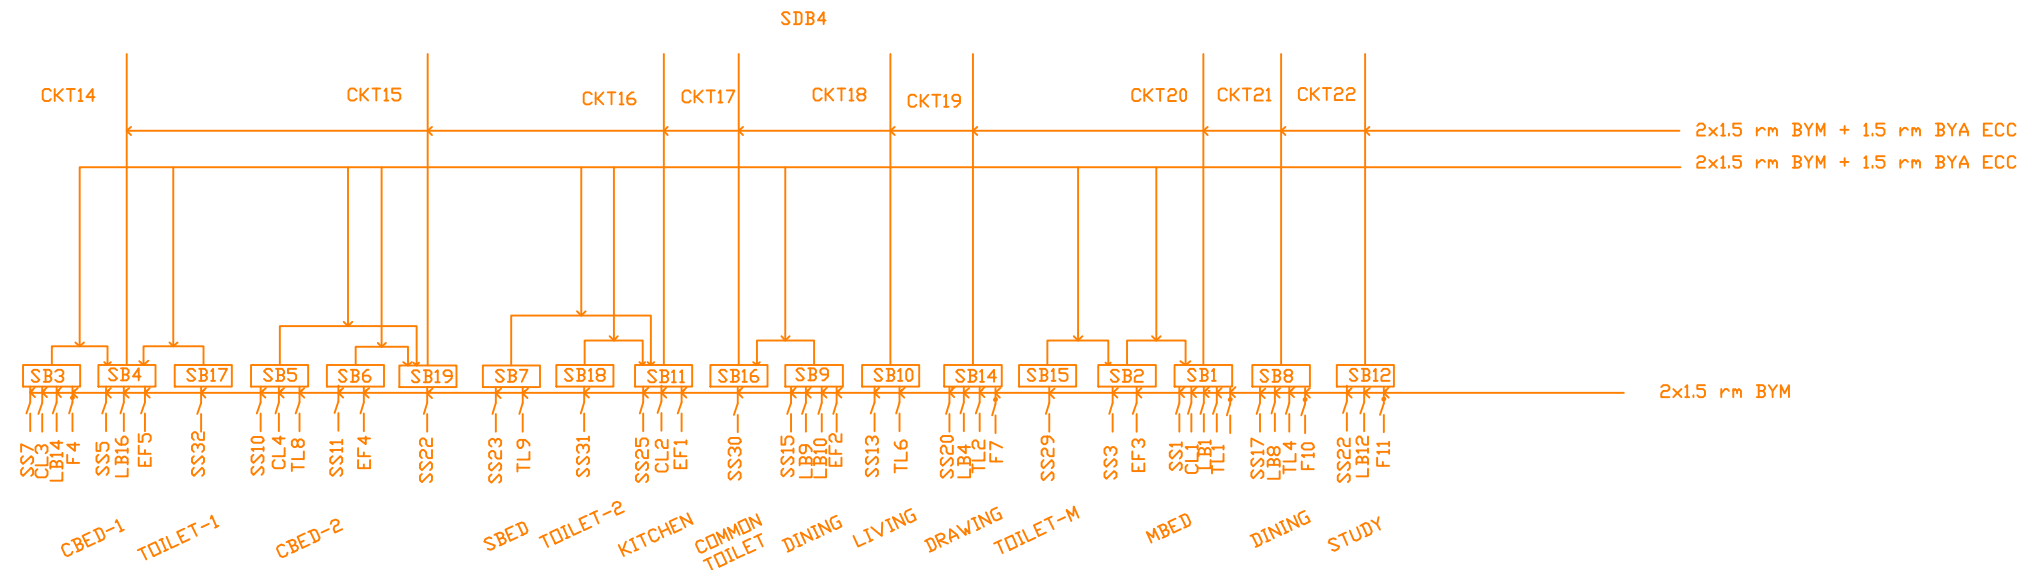 SDB4
CKT14 CKT15 CKT16 CKT17 CKT18 CKT19 CKT20 CKT21 CKT22
2x1.5 rm BYM + 1.5 rm BYA ECC
2x1.5 rm BYM + 1.5 rm BYA ECC
SB3 SB4 SB17 SB5 SB6 SB19 SB7 SB18 SB11 SB16 SB9 SB10 SB14 SB15 SB2 SB1 SB8 SB12
2x1.5 rm BYM
SS7 CL3 LB14 F4 SS5 LB16 EF5 SS32 SS10 CL4 TL8 SS11 EF4 SS22 SS23 TL9 SS31 SS25 CL2 EF1 SS30 SS15 LB9 LB10 EF2 SS13 TL6 SS20 LB4 TL2 F7 SS29 SS3 EF3 SS1 CL1 LB1 TL1 SS17 LB8 TL4 F10 SS22 LB12 F11
CBED-1 TOILET-1 CBED-2 SBED TOILET-2 KITCHEN COMMON TOILET DINING LIVING DRAWING TOILET-M MBED DINING STUDY